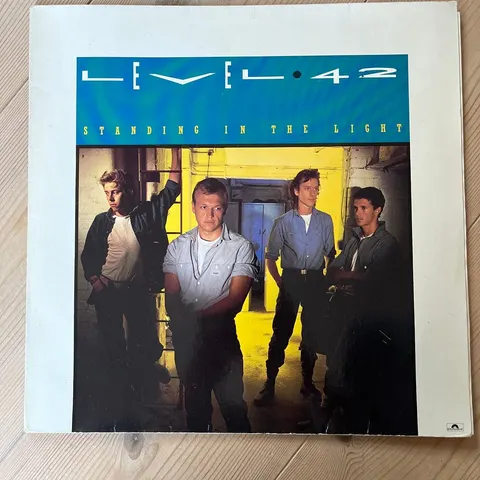 LEVEL·42
STANDING IN THE LIGHT